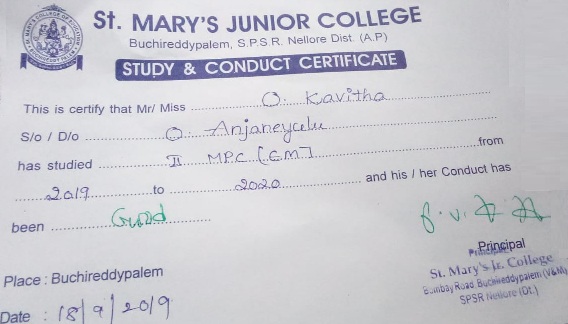 St. MARY'S JUNIOR COLLEGE
Buchireddypalem, S.P.S.R. Nellore Dist. (A.P)
STUDY & CONDUCT CERTIFICATE
This is certify that Mr/ Miss O. Kavitha
S/o / D/o O. Anjaneyulu
has studied II MPC [EM] from
2019 to 2020 and his / her Conduct has
been Good
Principal
Principal
St. Mary's Jr. College
Place : Buchireddypalem
Bombay Road, Buchireddypalem (V&M)
SPSR Nellore (Dt.)
Date : 18/9/2019